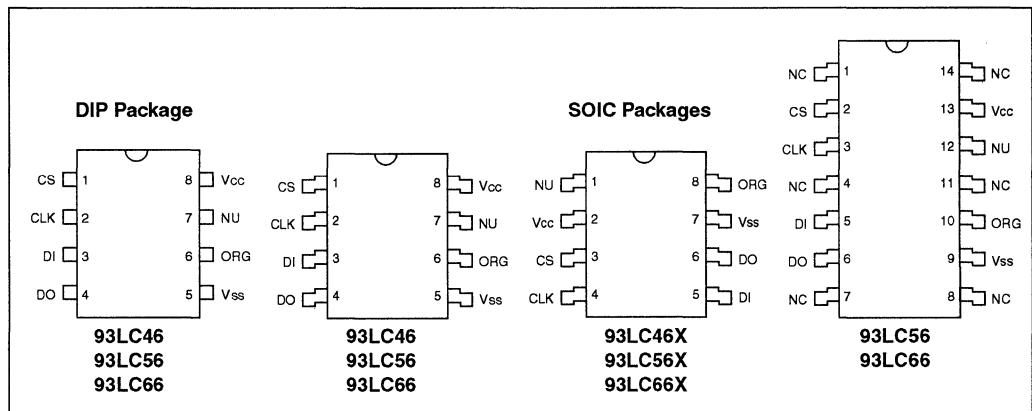 DIP Package
CS 1 8 Vcc
CLK 2 7 NU
DI 3 6 ORG
DO 4 5 Vss
93LC46
93LC56
93LC66
SOIC Packages
CS 1 8 Vcc
CLK 2 7 NU
DI 3 6 ORG
DO 4 5 Vss
93LC46
93LC56
93LC66
NU 1 8 ORG
Vcc 2 7 Vss
CS 3 6 DO
CLK 4 5 DI
93LC46X
93LC56X
93LC66X
NC 1 14 NC
CS 2 13 Vcc
CLK 3 12 NU
NC 4 11 NC
DI 5 10 ORG
DO 6 9 Vss
NC 7 8 NC
93LC56
93LC66